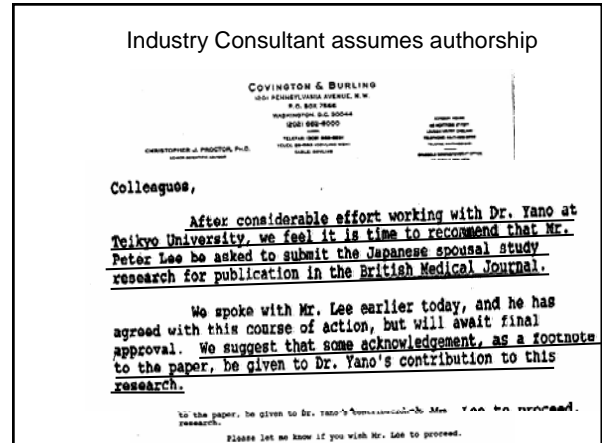 Industry Consultant assumes authorship
COVINGTON & BURLING
1201 PENNSYLVANIA AVENUE, N. W.
P. O. BOX 7566
WASHINGTON, D.C. 20044
(202) 662-6000
CHRISTOPHER J. PROCTOR, PH.D.
Colleagues,
After considerable effort working with Dr. Yano at
Teikyo University, we feel it is time to recommend that Mr.
Peter Lee be asked to submit the Japanese spousal study
research for publication in the British Medical Journal.
We spoke with Mr. Lee earlier today, and he has
agreed with this course of action, but will await final
approval. We suggest that some acknowledgement, as a footnote
to the paper, be given to Dr. Yano's contribution to this
research.
to the paper, be given to Dr. Yano's Lee to proceed.
research.
Please let me know if you wish Mr. Lee to proceed.